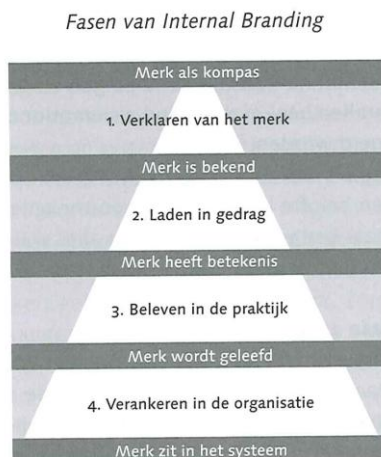 Fasen van Internal Branding
Merk als kompas
1. Verklaren van het merk
Merk is bekend
2. Laden in gedrag
Merk heeft betekenis
3. Beleven in de praktijk
Merk wordt geleefd
4. Verankeren in de organisatie
Merk zit in het systeem